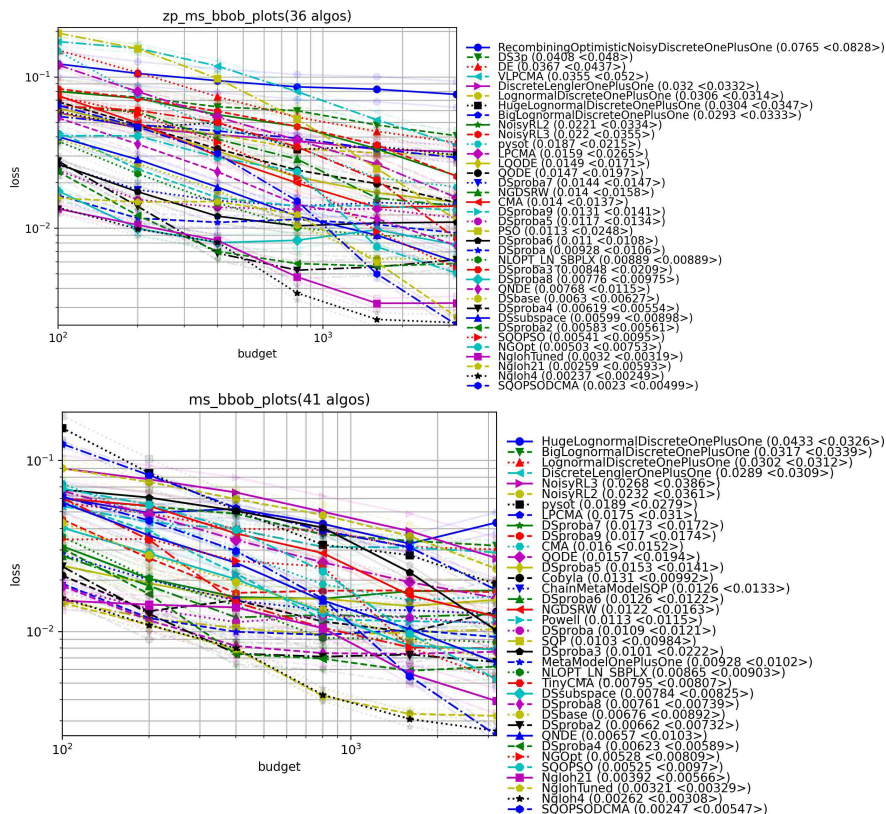 zp_ms_bbob_plots(36 algos)
10⁻¹
10⁻²
loss
10²
10³
budget
RecombiningOptimisticNoisyDiscreteOnePlusOne (0.0765 <0.0828>)
DS3p (0.0408 <0.048>)
DE (0.0367 <0.0437>)
VLPCMA (0.0355 <0.052>)
DiscreteLenglerOnePlusOne (0.032 <0.0332>)
LognormalDiscreteOnePlusOne (0.0306 <0.0314>)
HugeLognormalDiscreteOnePlusOne (0.0304 <0.0347>)
BigLognormalDiscreteOnePlusOne (0.0293 <0.0333>)
NoisyRL2 (0.0221 <0.0334>)
NoisyRL3 (0.022 <0.0355>)
pysot (0.0187 <0.0215>)
LPCMA (0.0159 <0.0265>)
LQODE (0.0149 <0.0171>)
QODE (0.0147 <0.0197>)
DSproba7 (0.0144 <0.0147>)
NGDSRW (0.014 <0.0158>)
CMA (0.014 <0.0137>)
DSproba9 (0.0131 <0.0141>)
DSproba5 (0.0117 <0.0134>)
PSO (0.0113 <0.0248>)
DSproba6 (0.011 <0.0108>)
DSproba (0.00928 <0.0106>)
NLOPT_LN_SBPLX (0.00889 <0.00889>)
DSproba3 (0.00848 <0.0209>)
DSproba8 (0.00776 <0.00975>)
QNDE (0.00768 <0.0115>)
DSbase (0.0063 <0.00627>)
DSproba4 (0.00619 <0.00554>)
DSsubspace (0.00599 <0.00898>)
DSproba2 (0.00583 <0.00561>)
SQOPSO (0.00541 <0.0095>)
NGOpt (0.00503 <0.00753>)
NgIohTuned (0.0032 <0.00319>)
NgIoh21 (0.00259 <0.00593>)
NgIoh4 (0.00237 <0.00249>)
SQOPSODCMA (0.0023 <0.00499>)
ms_bbob_plots(41 algos)
10⁻¹
10⁻²
loss
10²
10³
budget
HugeLognormalDiscreteOnePlusOne (0.0433 <0.0326>)
BigLognormalDiscreteOnePlusOne (0.0317 <0.0339>)
LognormalDiscreteOnePlusOne (0.0302 <0.0312>)
DiscreteLenglerOnePlusOne (0.0289 <0.0309>)
NoisyRL3 (0.0268 <0.0386>)
NoisyRL2 (0.0232 <0.0361>)
pysot (0.0189 <0.0279>)
LPCMA (0.0175 <0.031>)
DSproba7 (0.0173 <0.0172>)
DSproba9 (0.017 <0.0174>)
CMA (0.016 <0.0152>)
QODE (0.0157 <0.0194>)
DSproba5 (0.0153 <0.0141>)
Cobyla (0.0131 <0.00992>)
ChainMetaModelSQP (0.0126 <0.0133>)
DSproba6 (0.0126 <0.0122>)
NGDSRW (0.0122 <0.0163>)
Powell (0.0113 <0.0115>)
DSproba (0.0109 <0.0121>)
SQP (0.0103 <0.00984>)
DSproba3 (0.0101 <0.0222>)
MetaModelOnePlusOne (0.00928 <0.0102>)
NLOPT_LN_SBPLX (0.00865 <0.00903>)
TinyCMA (0.00795 <0.00807>)
DSsubspace (0.00784 <0.00825>)
DSproba8 (0.00761 <0.00739>)
DSbase (0.00676 <0.00892>)
DSproba2 (0.00662 <0.00732>)
QNDE (0.00657 <0.0103>)
DSproba4 (0.00623 <0.00589>)
NGOpt (0.00528 <0.00809>)
SQOPSO (0.00525 <0.0097>)
NgIoh21 (0.00392 <0.00566>)
NgIohTuned (0.00321 <0.00329>)
NgIoh4 (0.00262 <0.00308>)
SQOPSODCMA (0.00247 <0.00547>)